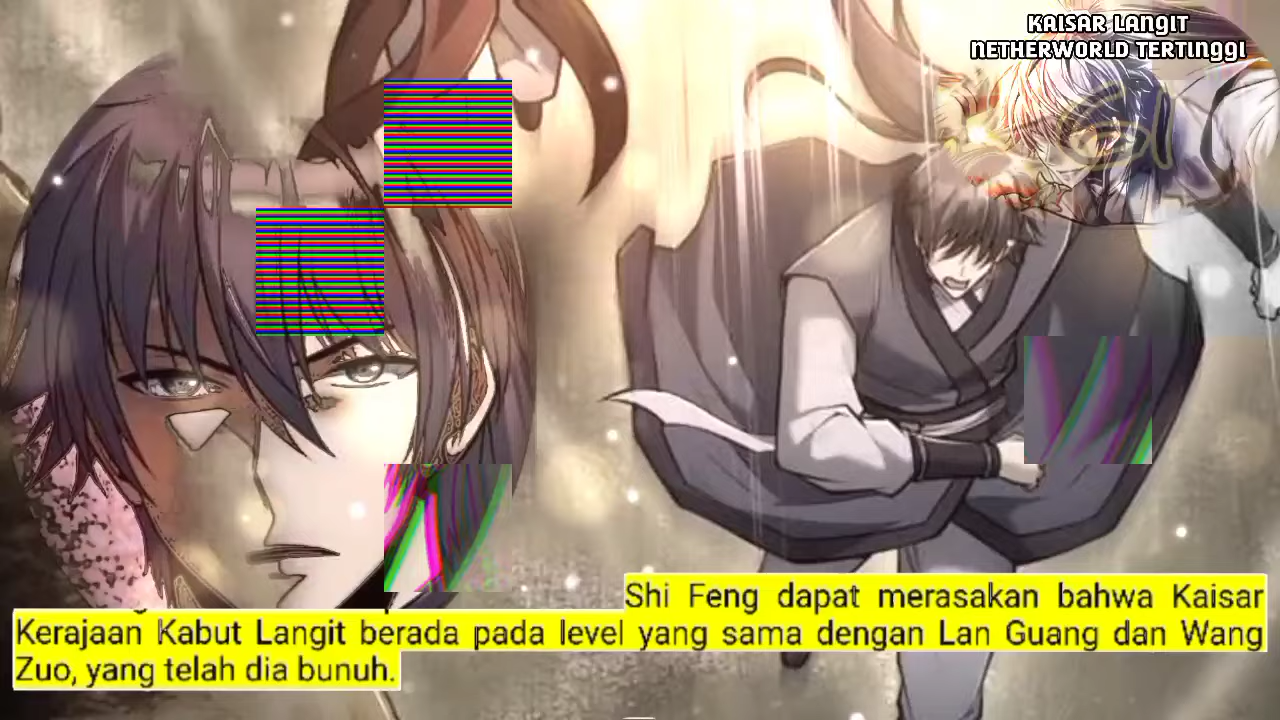 KAISAR LANGIT
NETHERWORLD TERTINGGI
Shi Feng dapat merasakan bahwa Kaisar
Kerajaan Kabut Langit berada pada level yang sama dengan Lan Guang dan Wang
Zuo, yang telah dia bunuh.